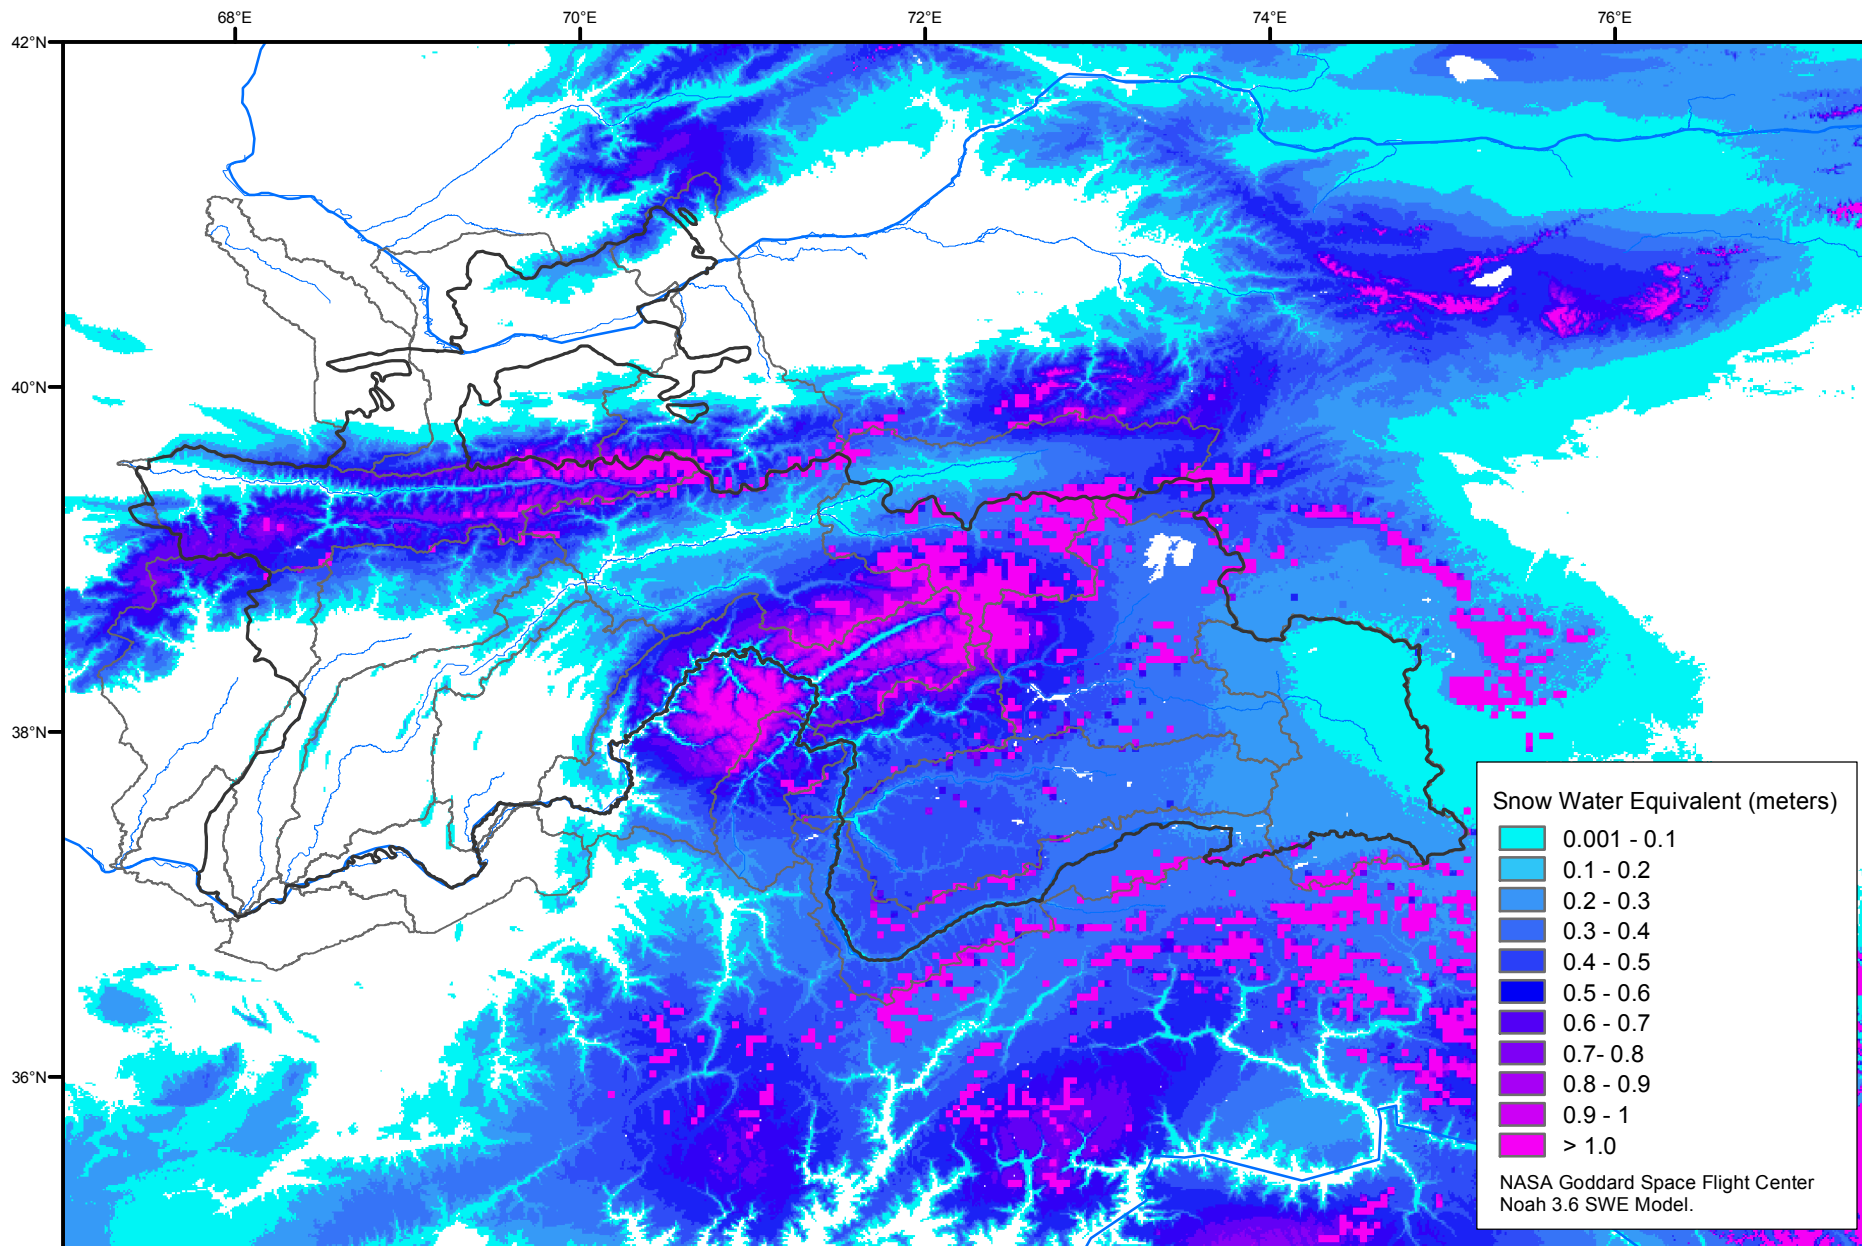 68°E 70°E 72°E 74°E 76°E
42°N
40°N
38°N
36°N
Snow Water Equivalent (meters)
0.001 - 0.1
0.1 - 0.2
0.2 - 0.3
0.3 - 0.4
0.4 - 0.5
0.5 - 0.6
0.6 - 0.7
0.7- 0.8
0.8 - 0.9
0.9 - 1
> 1.0
NASA Goddard Space Flight Center
Noah 3.6 SWE Model.